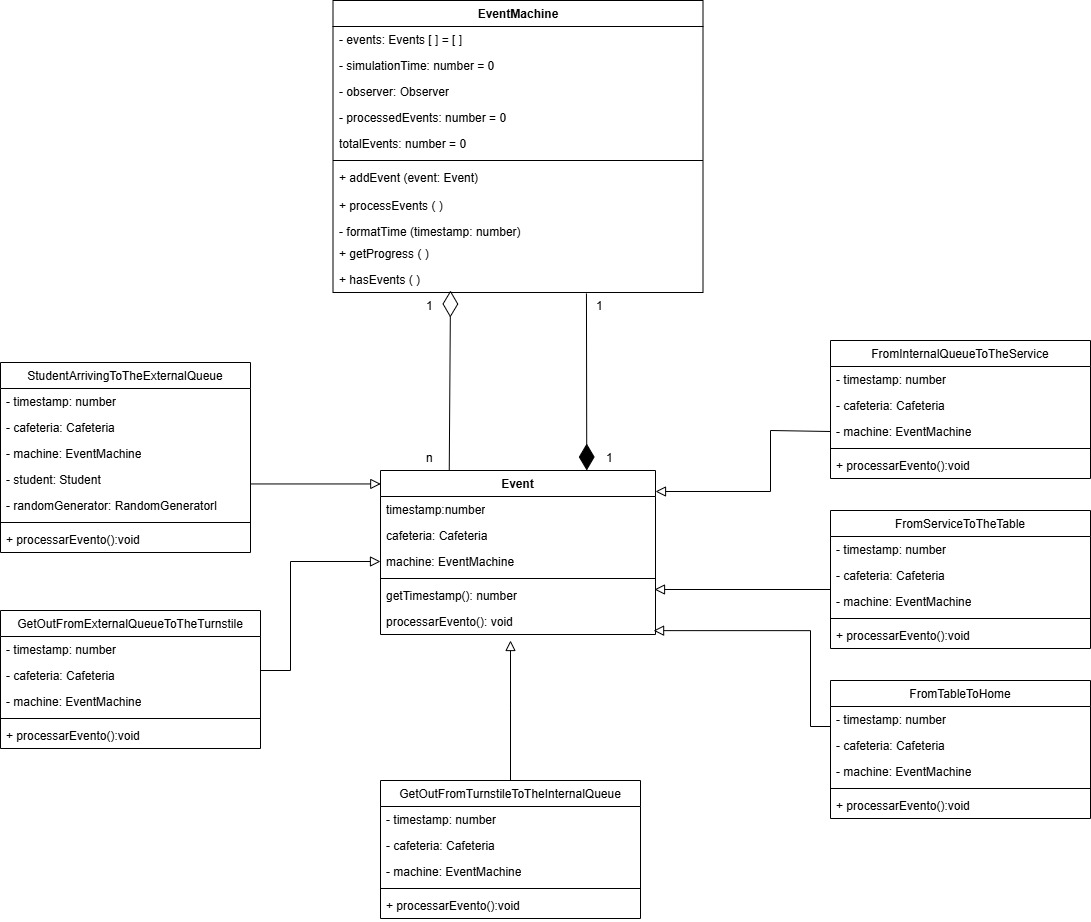 EventMachine
- events: Events [ ] = [ ]
- simulationTime: number = 0
- observer: Observer
- processedEvents: number = 0
totalEvents: number = 0
+ addEvent (event: Event)
+ processEvents ( )
- formatTime (timestamp: number)
+ getProgress ( )
+ hasEvents ( )
1
1
n
1
StudentArrivingToTheExternalQueue
- timestamp: number
- cafeteria: Cafeteria
- machine: EventMachine
- student: Student
- randomGenerator: RandomGeneratorI
+ processarEvento():void
GetOutFromExternalQueueToTheTurnstile
- timestamp: number
- cafeteria: Cafeteria
- machine: EventMachine
+ processarEvento():void
Event
timestamp:number
cafeteria: Cafeteria
machine: EventMachine
getTimestamp(): number
processarEvento(): void
GetOutFromTurnstileToTheInternalQueue
- timestamp: number
- cafeteria: Cafeteria
- machine: EventMachine
+ processarEvento():void
FromInternalQueueToTheService
- timestamp: number
- cafeteria: Cafeteria
- machine: EventMachine
+ processarEvento():void
FromServiceToTheTable
- timestamp: number
- cafeteria: Cafeteria
- machine: EventMachine
+ processarEvento():void
FromTableToHome
- timestamp: number
- cafeteria: Cafeteria
- machine: EventMachine
+ processarEvento():void